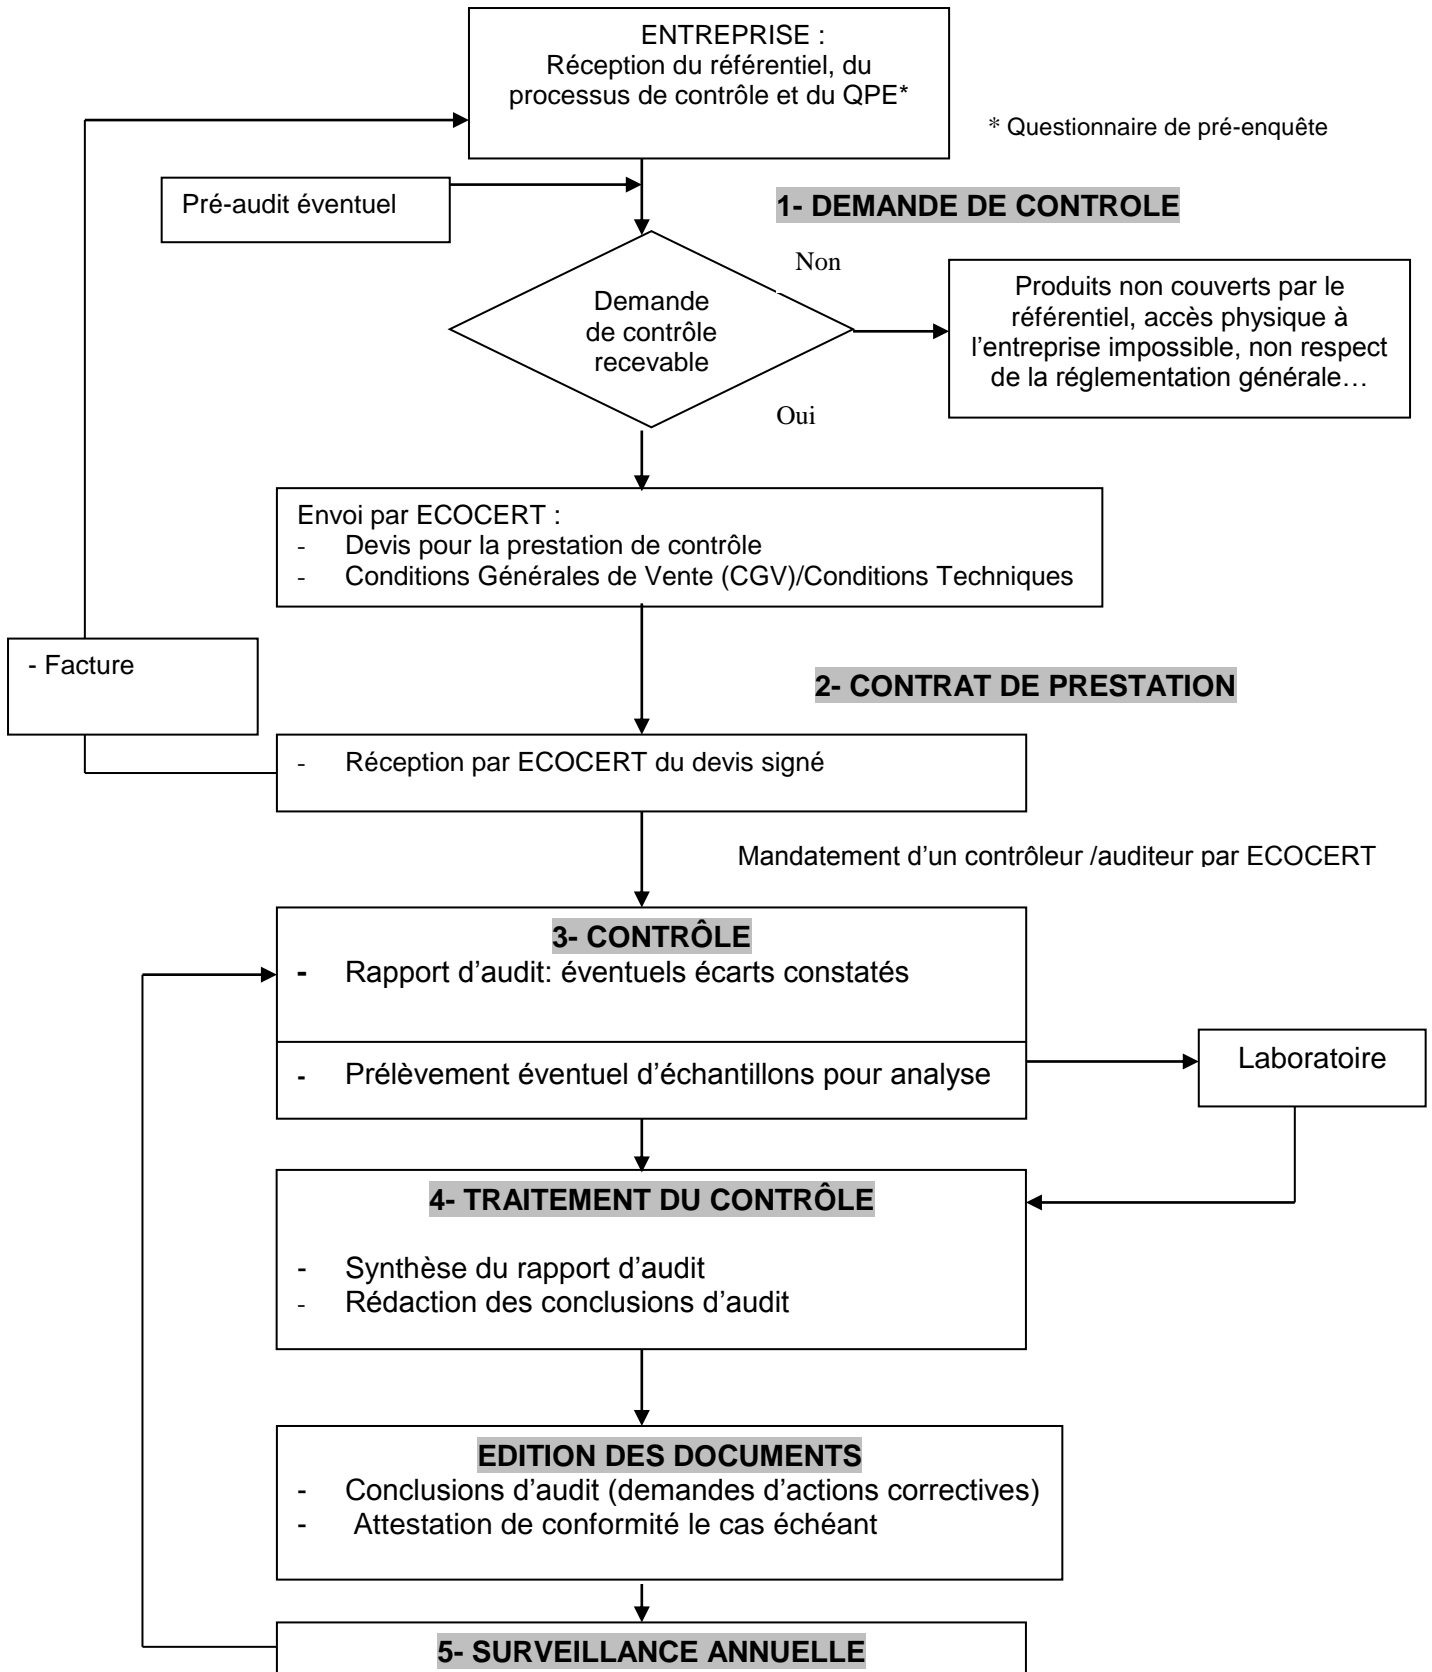 ENTREPRISE :
Réception du référentiel, du
processus de contrôle et du QPE*
* Questionnaire de pré-enquête
Pré-audit éventuel
1- DEMANDE DE CONTROLE
Non
Demande
de contrôle
recevable
Produits non couverts par le
référentiel, accès physique à
l’entreprise impossible, non respect
de la réglementation générale…
Oui
Envoi par ECOCERT :
- Devis pour la prestation de contrôle
- Conditions Générales de Vente (CGV)/Conditions Techniques
- Facture
2- CONTRAT DE PRESTATION
- Réception par ECOCERT du devis signé
Mandatement d’un contrôleur /auditeur par ECOCERT
3- CONTRÔLE
- Rapport d’audit: éventuels écarts constatés
- Prélèvement éventuel d’échantillons pour analyse
Laboratoire
4- TRAITEMENT DU CONTRÔLE
- Synthèse du rapport d’audit
- Rédaction des conclusions d’audit
EDITION DES DOCUMENTS
- Conclusions d’audit (demandes d’actions correctives)
- Attestation de conformité le cas échéant
5- SURVEILLANCE ANNUELLE